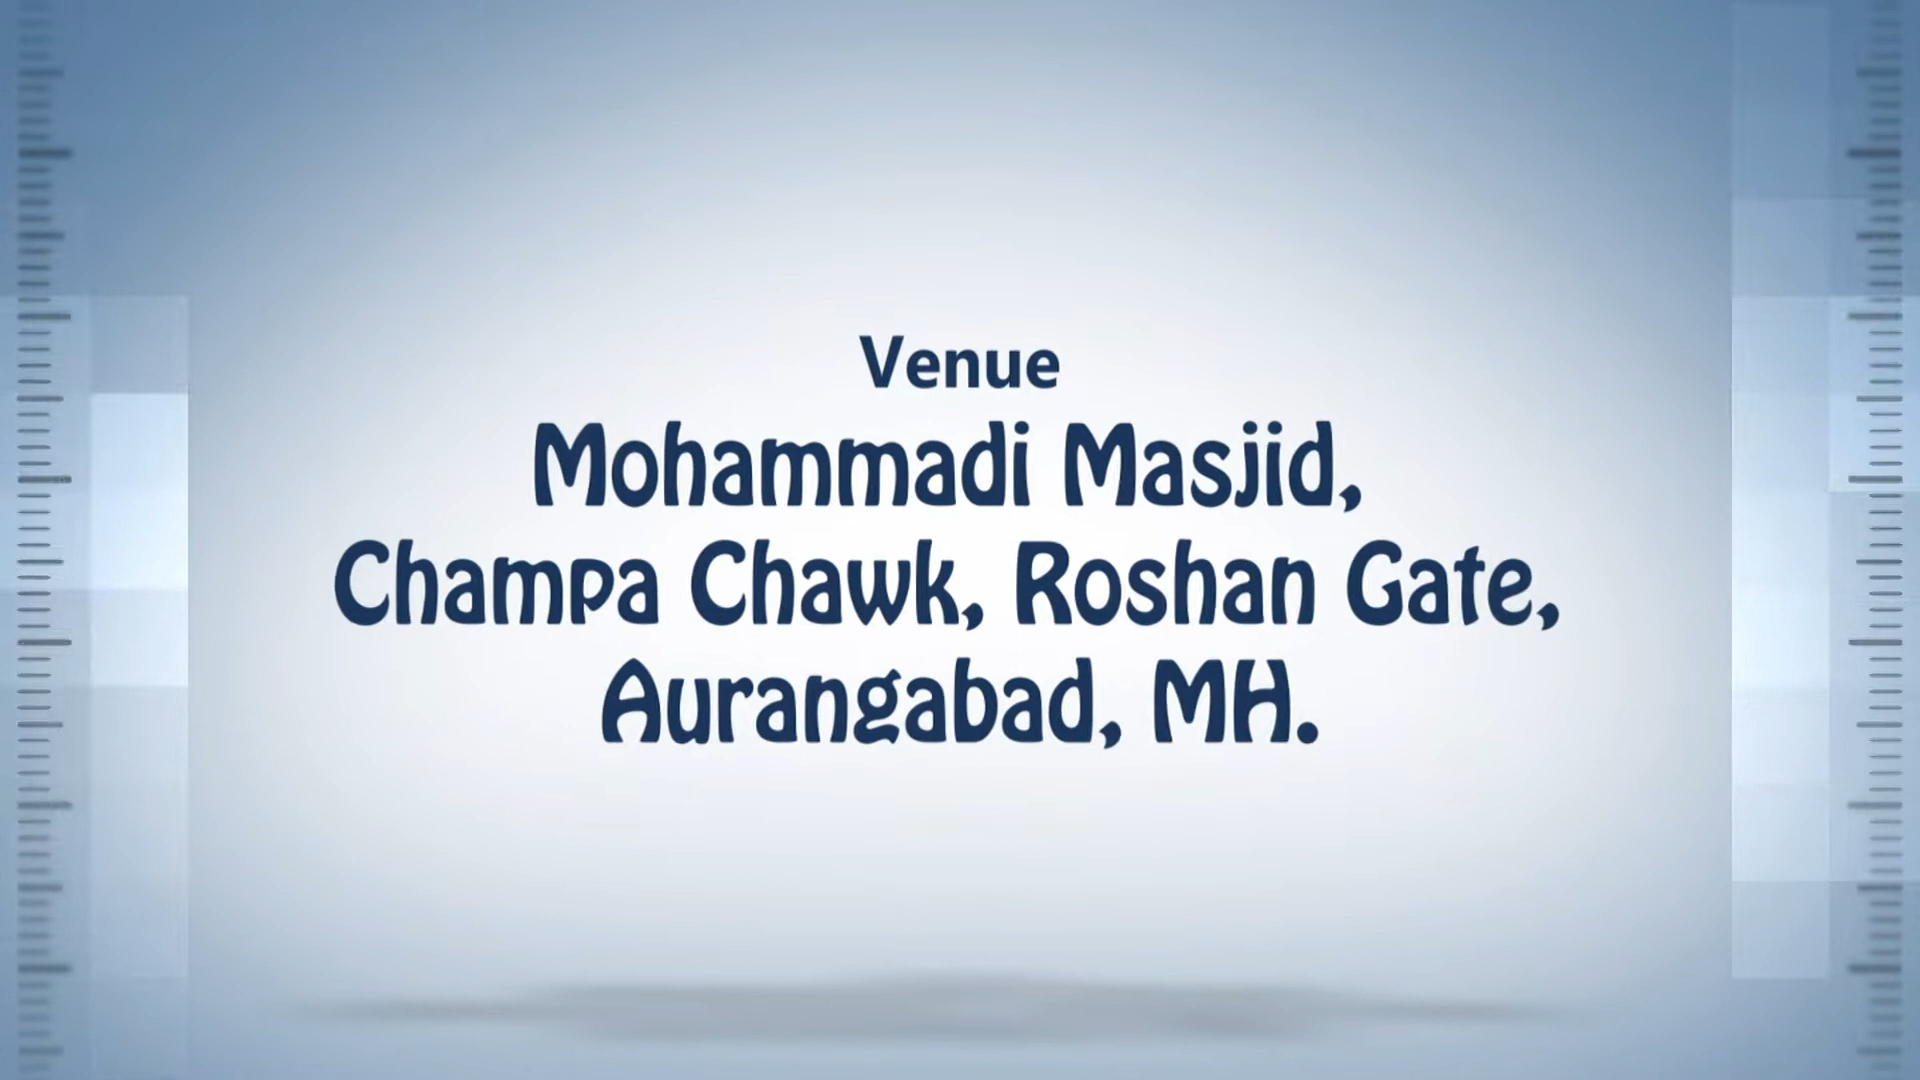 Venue
Mohammadi Masjid,
Champa Chawk, Roshan Gate,
Aurangabad, MH.